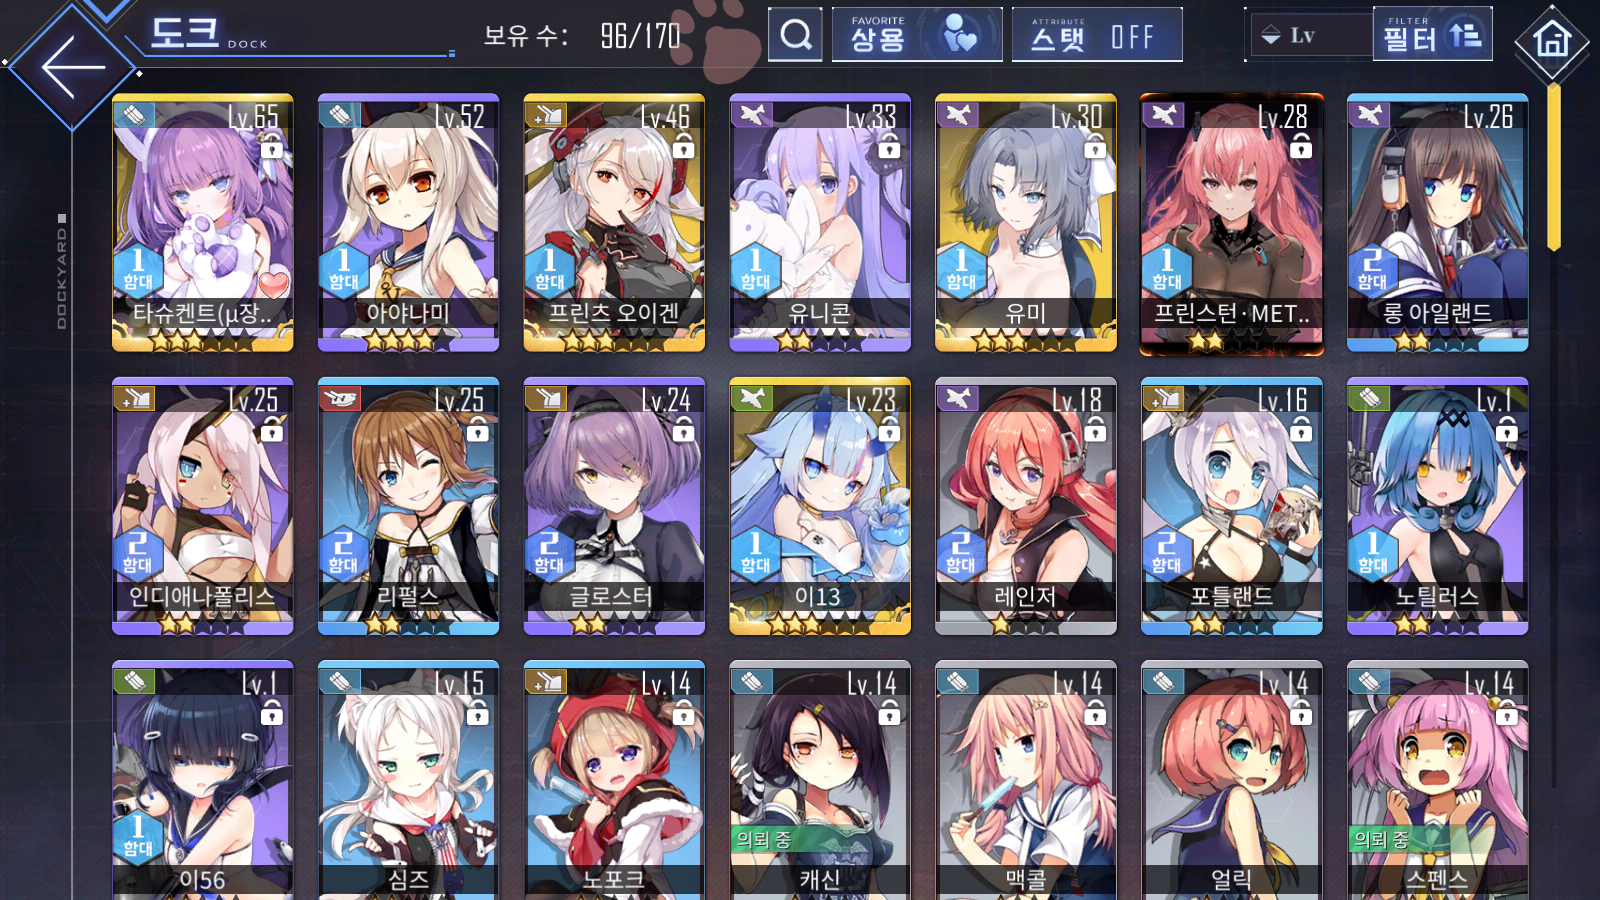 도크 DOCK
보유 수: 96/170
FAVORITE
상용
ATTRIBUTE
스탯 OFF
Lv
FILTER
필터
DOCKYARD
Lv.65
1
함대
타슈켄트(μ장..
Lv.52
1
함대
아야나미
Lv.46
1
함대
프린츠 오이겐
Lv.33
1
함대
유니콘
Lv.30
1
함대
유미
Lv.28
1
함대
프린스턴·MET..
Lv.26
2
함대
롱 아일랜드
Lv.25
2
함대
인디애나폴리스
Lv.25
2
함대
리펄스
Lv.24
2
함대
글로스터
Lv.23
1
함대
이13
Lv.18
2
함대
레인저
Lv.16
2
함대
포틀랜드
Lv.1
1
함대
노틸러스
Lv.1
1
함대
이56
Lv.15
심즈
Lv.14
노포크
Lv.14
의뢰 중
캐신
Lv.14
맥콜
Lv.14
얼릭
Lv.14
의뢰 중
스펜스